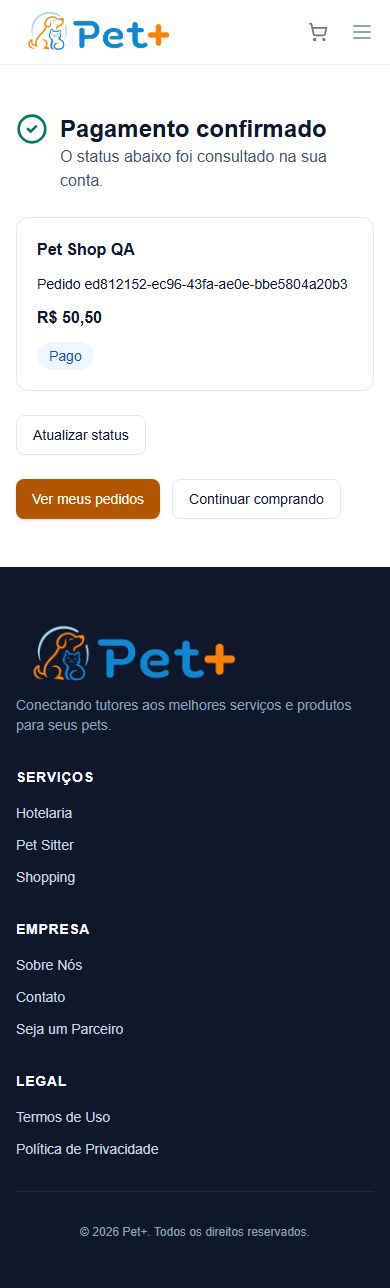 Pet+
Pagamento confirmado
O status abaixo foi consultado na sua
conta.
Pet Shop QA
Pedido ed812152-ec96-43fa-ae0e-bbe5804a20b3
R$ 50,50
Pago
Atualizar status
Ver meus pedidos
Continuar comprando
Pet+
Conectando tutores aos melhores serviços e produtos
para seus pets.
SERVIÇOS
Hotelaria
Pet Sitter
Shopping
EMPRESA
Sobre Nós
Contato
Seja um Parceiro
LEGAL
Termos de Uso
Política de Privacidade
© 2026 Pet+. Todos os direitos reservados.